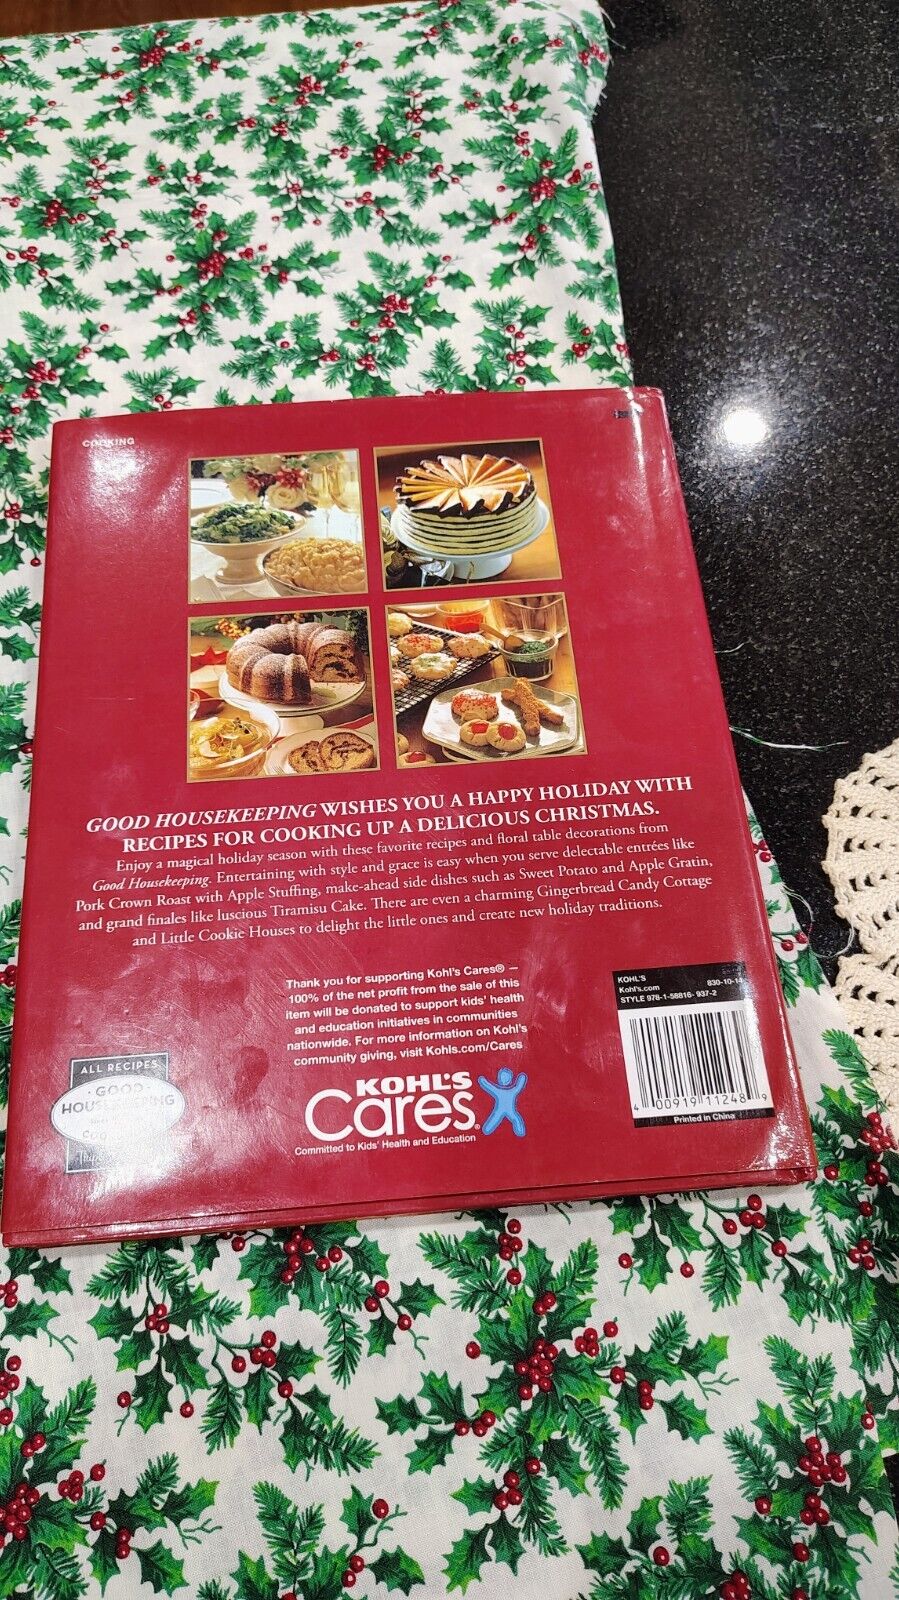 COOKING
GOOD HOUSEKEEPING WISHES YOU A HAPPY HOLIDAY WITH
RECIPES FOR COOKING UP A DELICIOUS CHRISTMAS.
Enjoy a magical holiday season with these favorite recipes and floral table decorations from
Good Housekeeping. Entertaining with style and grace is easy when you serve delectable entrées like
Pork Crown Roast with Apple Stuffing, make-ahead side dishes such as Sweet Potato and Apple Gratin,
and grand finales like luscious Tiramisu Cake. There are even a charming Gingerbread Candy Cottage
and Little Cookie Houses to delight the little ones and create new holiday traditions.
Thank you for supporting Kohl's Cares® —
100% of the net profit from the sale of this
item will be donated to support kids' health
and education initiatives in communities
nationwide. For more information on Kohl's
community giving, visit Kohls.com/Cares
KOHL'S
Cares®
Committed to Kids' Health and Education
ALL RECIPES
GOOD
HOUSEKEEPING
KOHL'S
Kohl's.com 830-10-14
STYLE 978-1-58816- 937-2
4 00919 11248 9
Printed in China